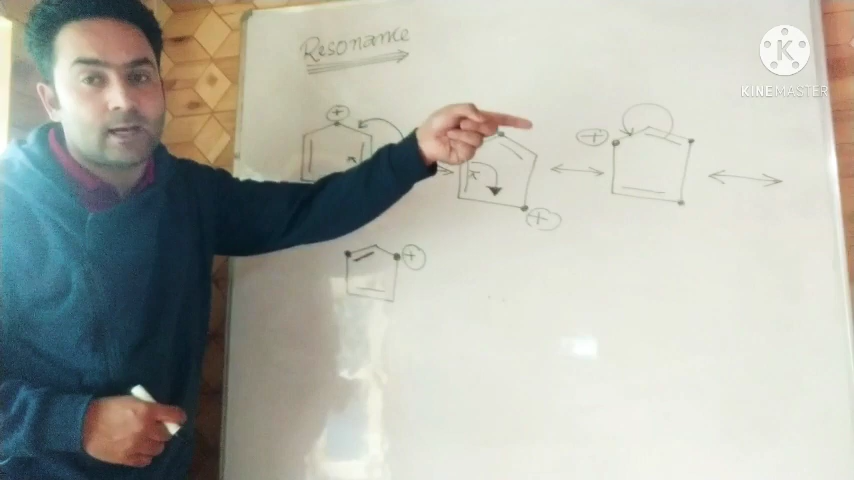 Resonance
K
KINEMASTER
+
π
π
+
+
+